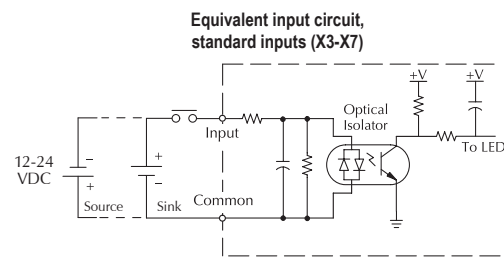 Equivalent input circuit,
standard inputs (X3-X7)
+V
+V
Optical
Isolator
Input
To LED
12-24
VDC
−
+
+
−
Source
Sink
Common